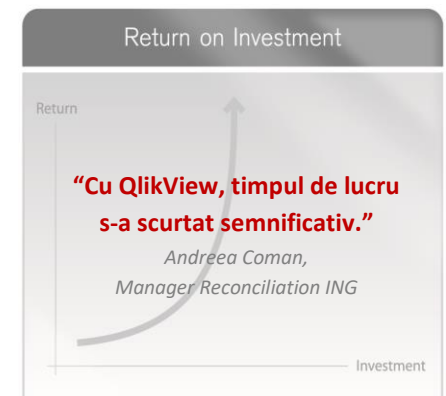 Return on Investment
Return
“Cu QlikView, timpul de lucru
s-a scurtat semnificativ.”
Andreea Coman,
Manager Reconciliation ING
Investment